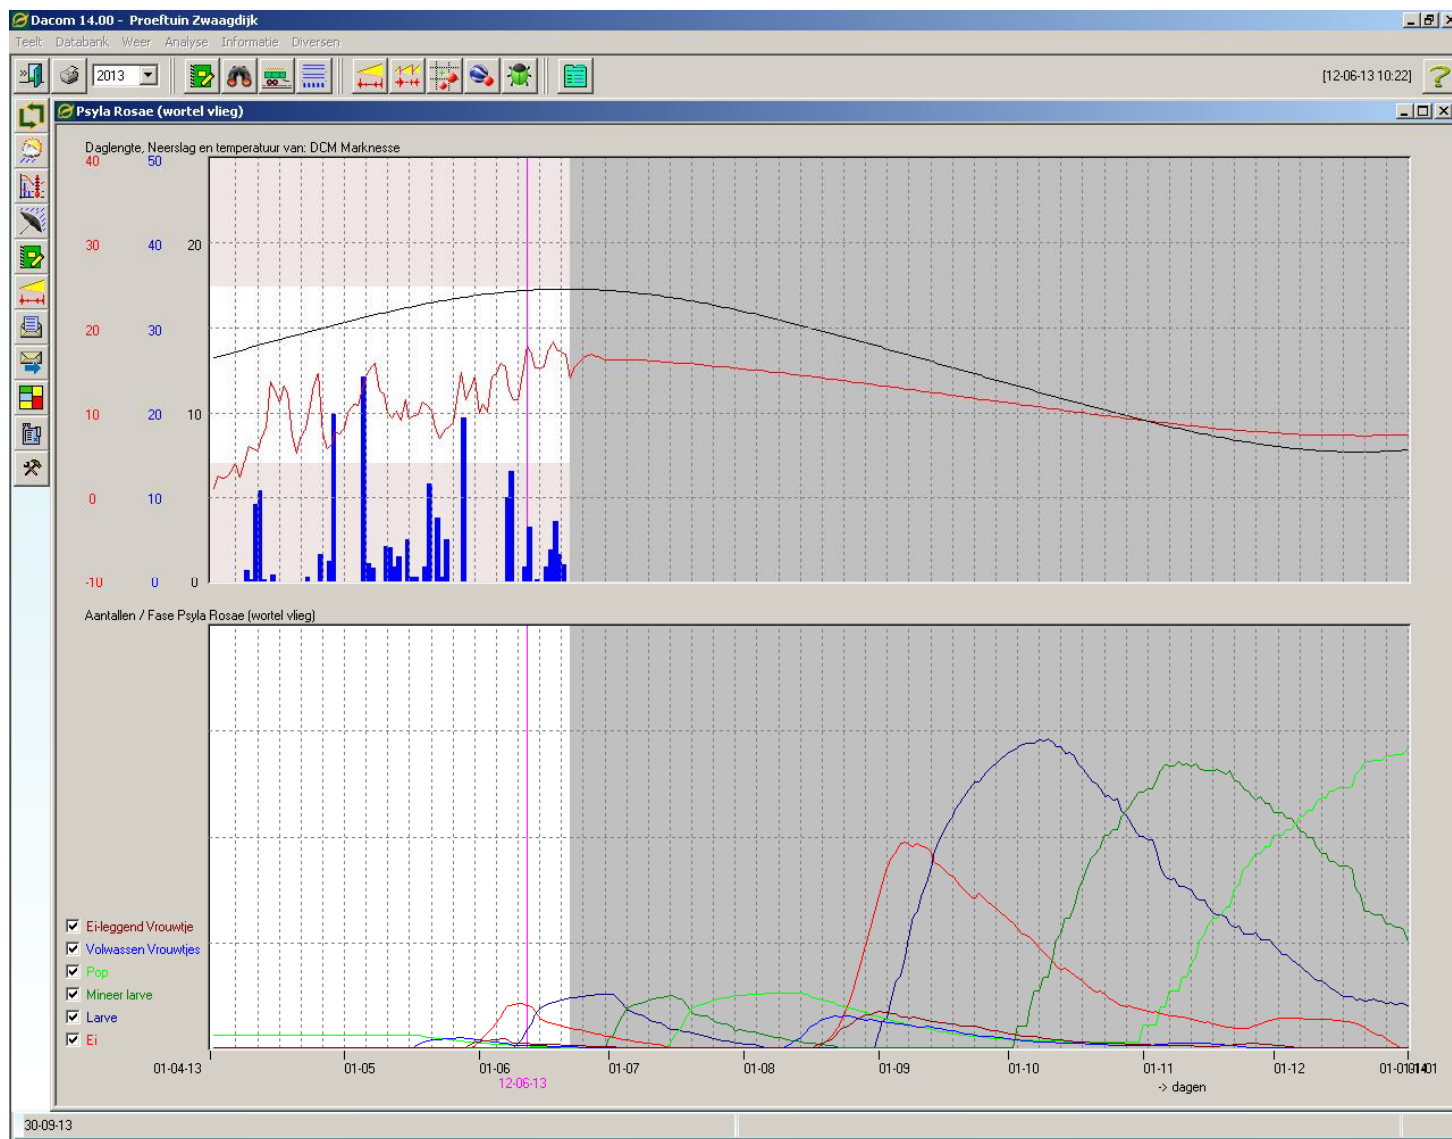 Dacom 14.00 - Proeftuin Zwaagdijk
Teelt Databank Weer Analyse Informatie Diversen
2013
[12-06-13 10:22]
Psyla Rosae (wortel vlieg)
Daglengte, Neerslag en temperatuur van: DCM Marknesse
40 50
30 40 20
20 30
10 20 10
0 10
-10 0 0
Aantallen / Fase Psyla Rosae (wortel vlieg)
Ei-leggend Vrouwtje
Volwassen Vrouwtjes
Pop
Mineer larve
Larve
Ei
01-04-13 01-05 01-06 01-07 01-08 01-09 01-10 01-11 01-12
12-06-13
-> dagen
30-09-13